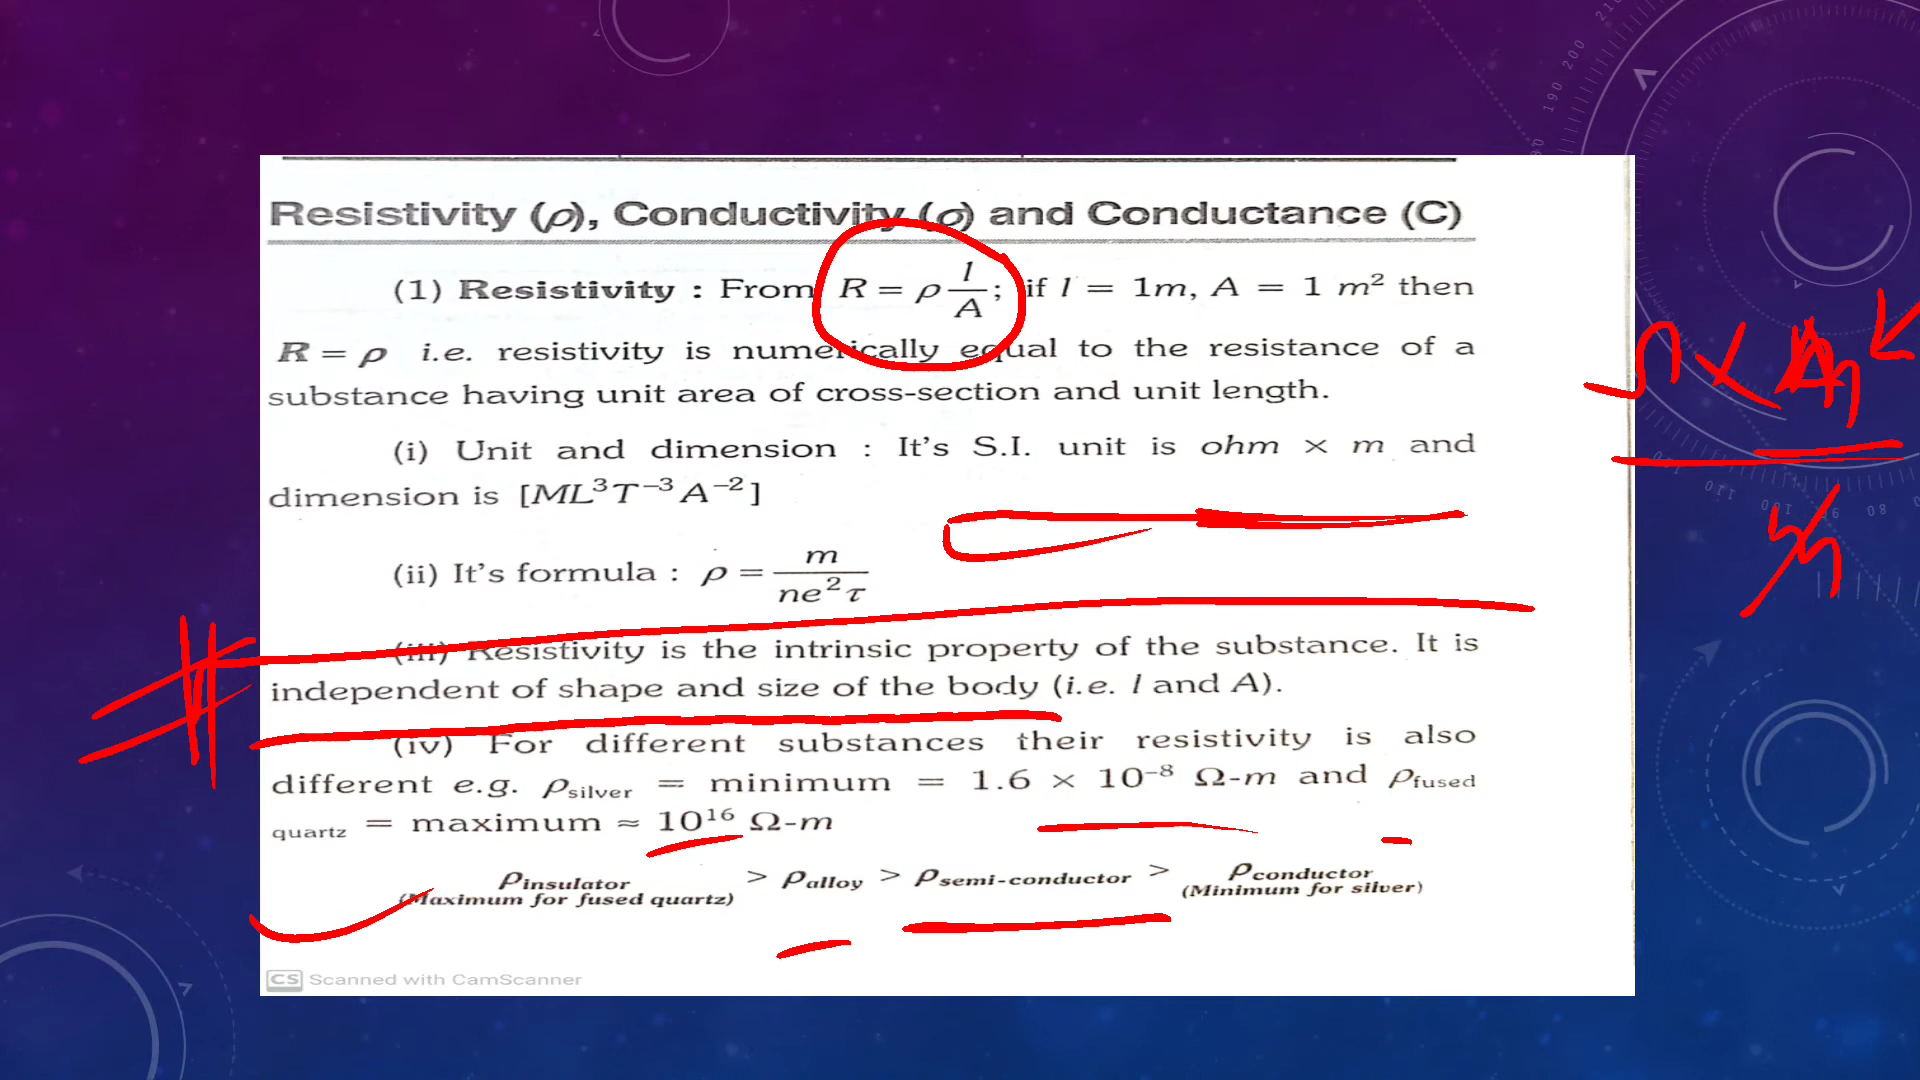 Resistivity (ρ), Conductivity (σ) and Conductance (C)
(1) Resistivity : From R = ρ l/A; if l = 1m, A = 1 m² then
R = ρ i.e. resistivity is numerically equal to the resistance of a
substance having unit area of cross-section and unit length.
(i) Unit and dimension : It's S.I. unit is ohm × m and
dimension is [ML³T⁻³A⁻²]
(ii) It's formula : ρ = m/ne²τ
(iii) Resistivity is the intrinsic property of the substance. It is
independent of shape and size of the body (i.e. l and A).
(iv) For different substances their resistivity is also
different e.g. ρsilver = minimum = 1.6 × 10⁻⁸ Ω-m and ρfused
quartz = maximum ≈ 10¹⁶ Ω-m
ρinsulator > ρalloy > ρsemi-conductor > ρconductor
(Maximum for fused quartz) (Minimum for silver)
CS Scanned with CamScanner